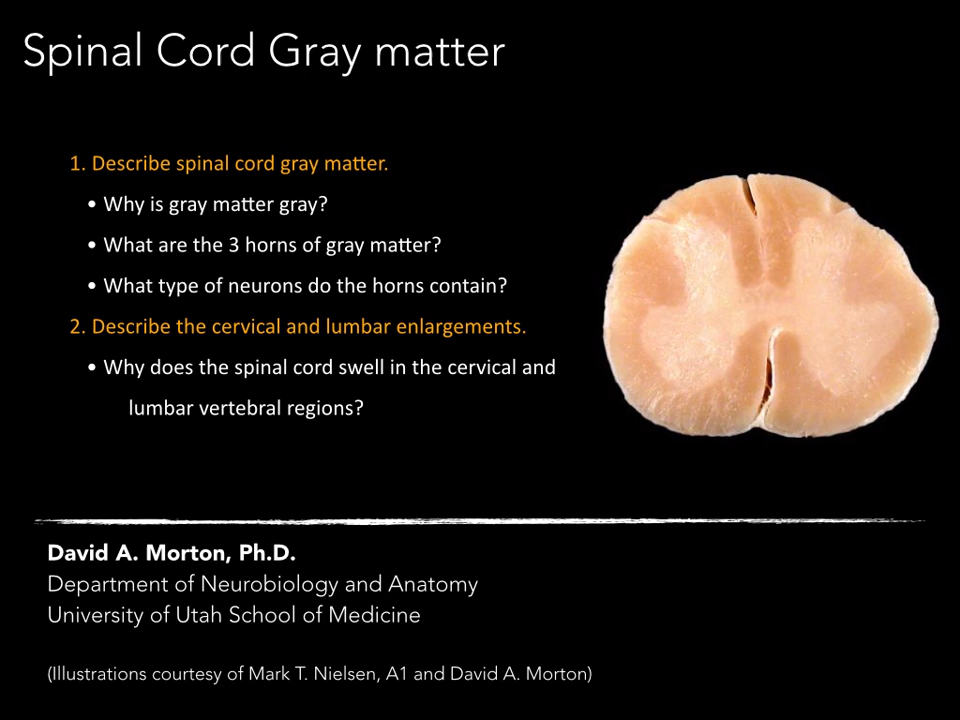 Spinal Cord Gray matter
1. Describe spinal cord gray matter.
• Why is gray matter gray?
• What are the 3 horns of gray matter?
• What type of neurons do the horns contain?
2. Describe the cervical and lumbar enlargements.
• Why does the spinal cord swell in the cervical and
lumbar vertebral regions?
David A. Morton, Ph.D.
Department of Neurobiology and Anatomy
University of Utah School of Medicine
(Illustrations courtesy of Mark T. Nielsen, A1 and David A. Morton)